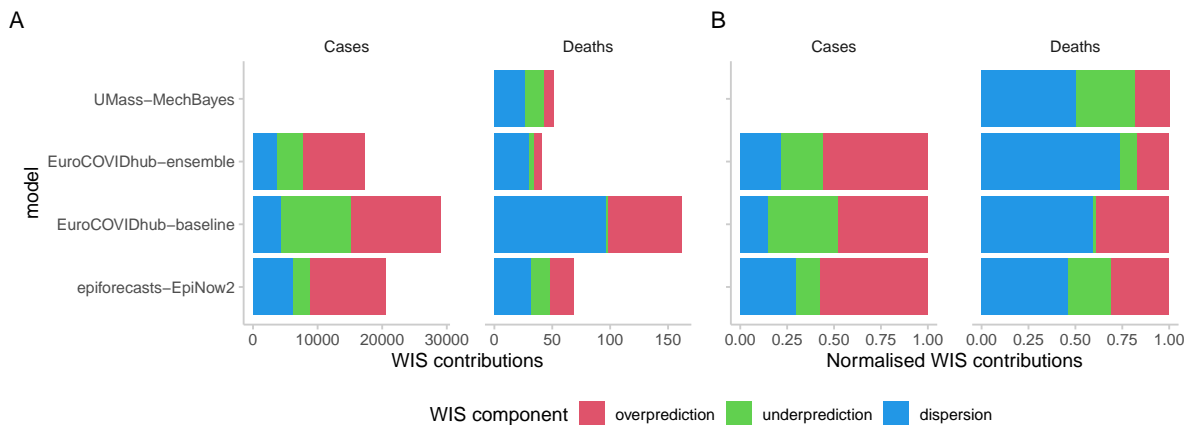 A
B
Cases
Deaths
Cases
Deaths
model
UMass−MechBayes
EuroCOVIDhub−ensemble
EuroCOVIDhub−baseline
epiforecasts−EpiNow2
0 10000 20000 30000
0 50 100 150
0.00 0.25 0.50 0.75 1.00
0.00 0.25 0.50 0.75 1.00
WIS contributions
Normalised WIS contributions
WIS component overprediction underprediction dispersion